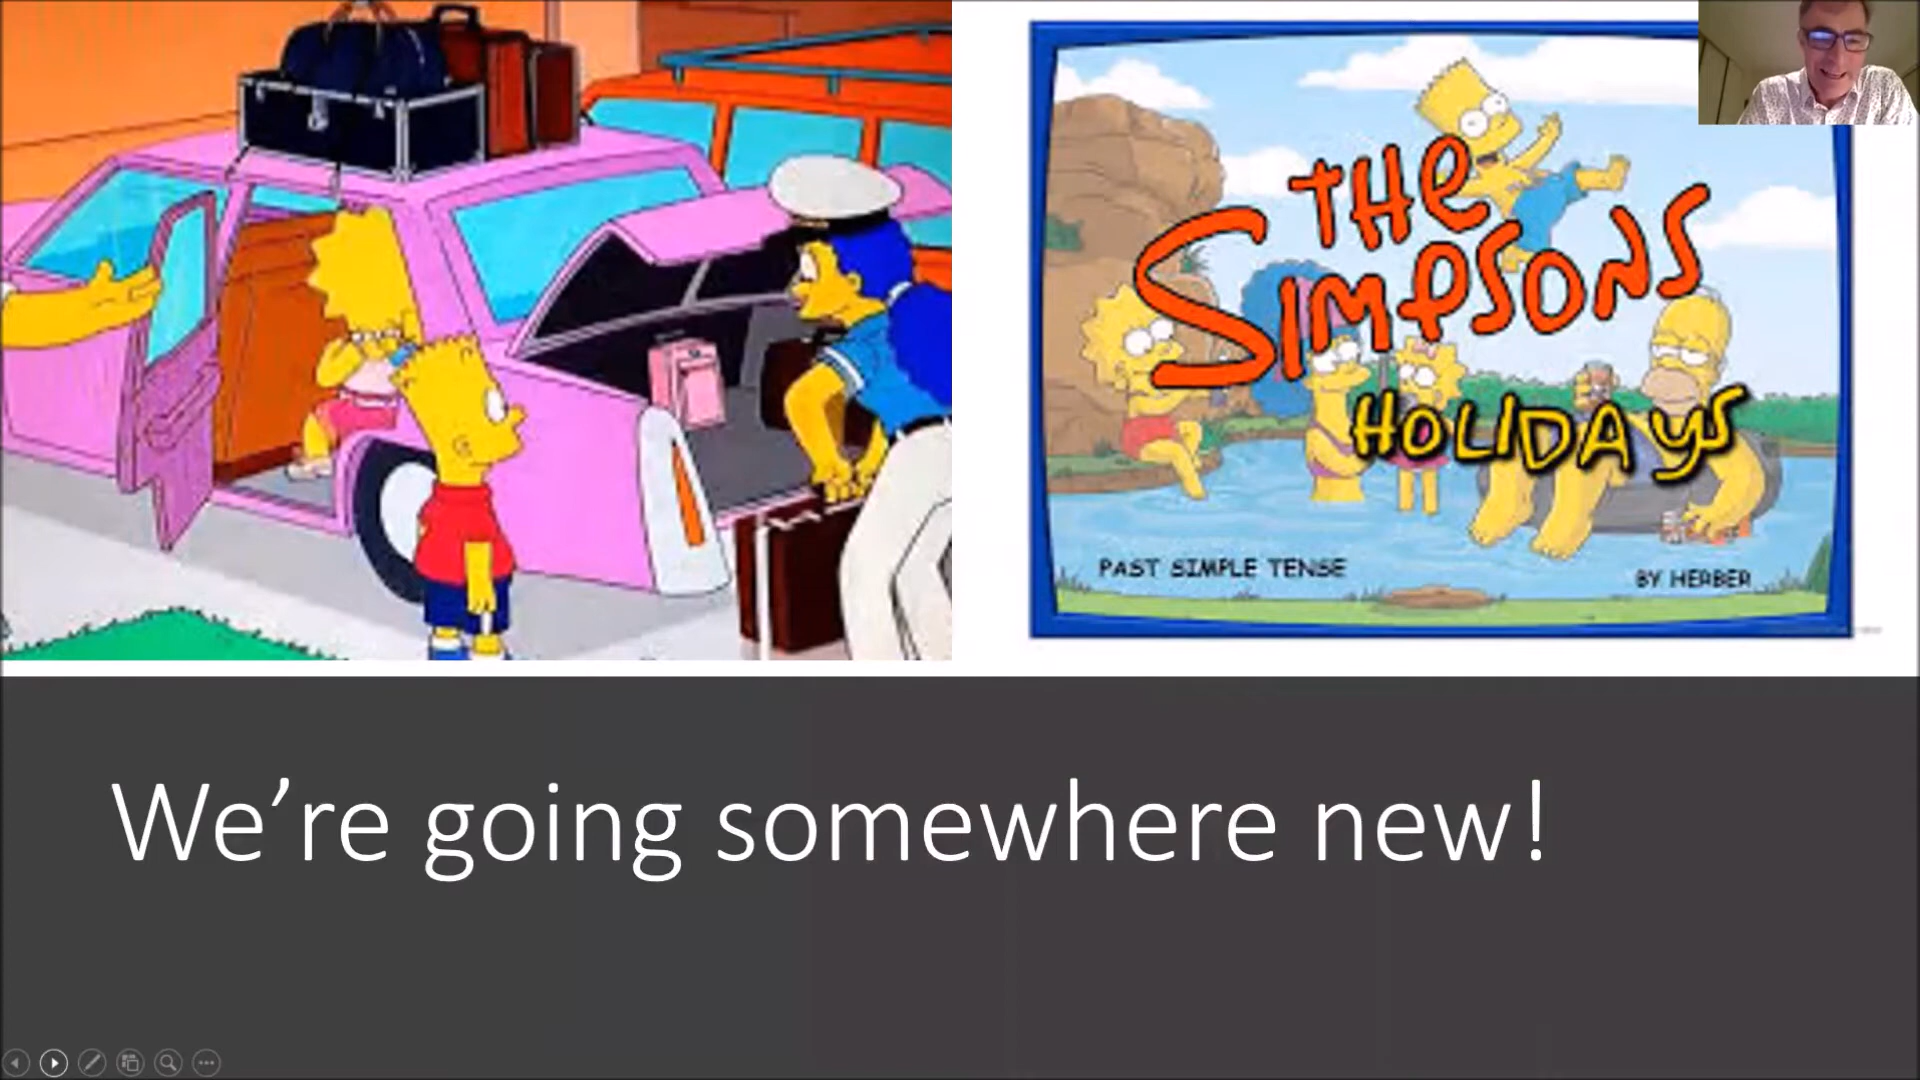 THe
SIMPSONS
HOLIDAys
PAST SIMPLE TENSE
BY HERBER
We’re going somewhere new!